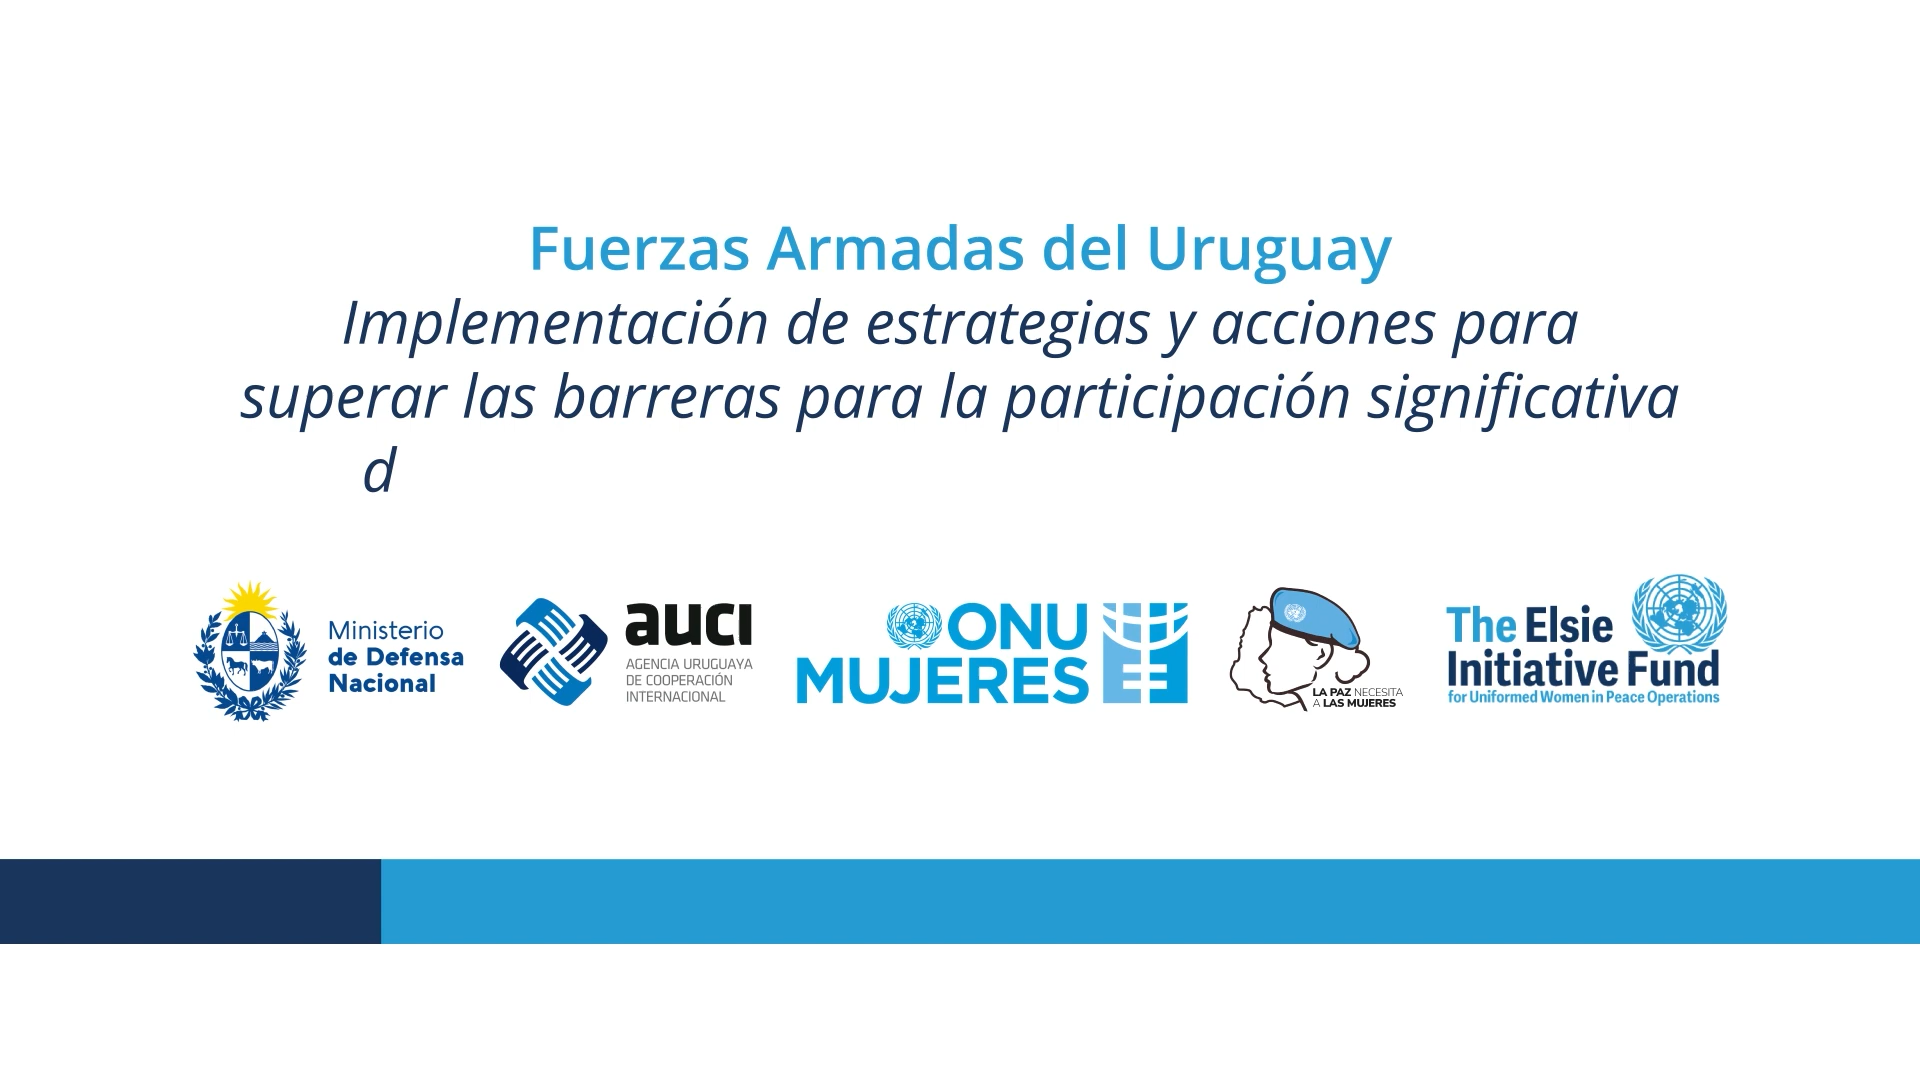 Fuerzas Armadas del Uruguay
Implementación de estrategias y acciones para
superar las barreras para la participación significativa
d
Ministerio
de Defensa
Nacional
auci
AGENCIA URUGUAYA
DE COOPERACIÓN
INTERNACIONAL
ONU
MUJERES
LA PAZ NECESITA
A LAS MUJERES
The Elsie
Initiative Fund
for Uniformed Women in Peace Operations